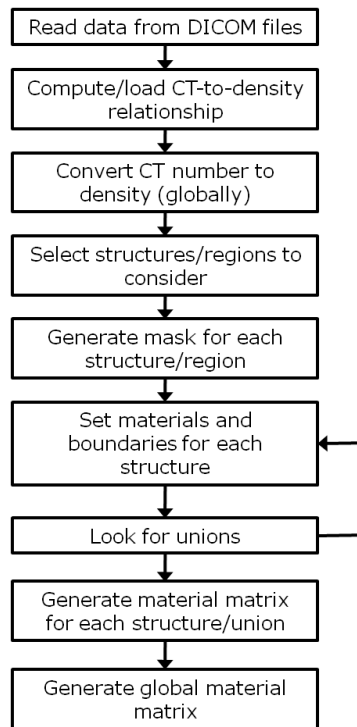 Read data from DICOM files
Compute/load CT-to-density
relationship
Convert CT number to
density (globally)
Select structures/regions to
consider
Generate mask for each
structure/region
Set materials and
boundaries for each
structure
Look for unions
Generate material matrix
for each structure/union
Generate global material
matrix